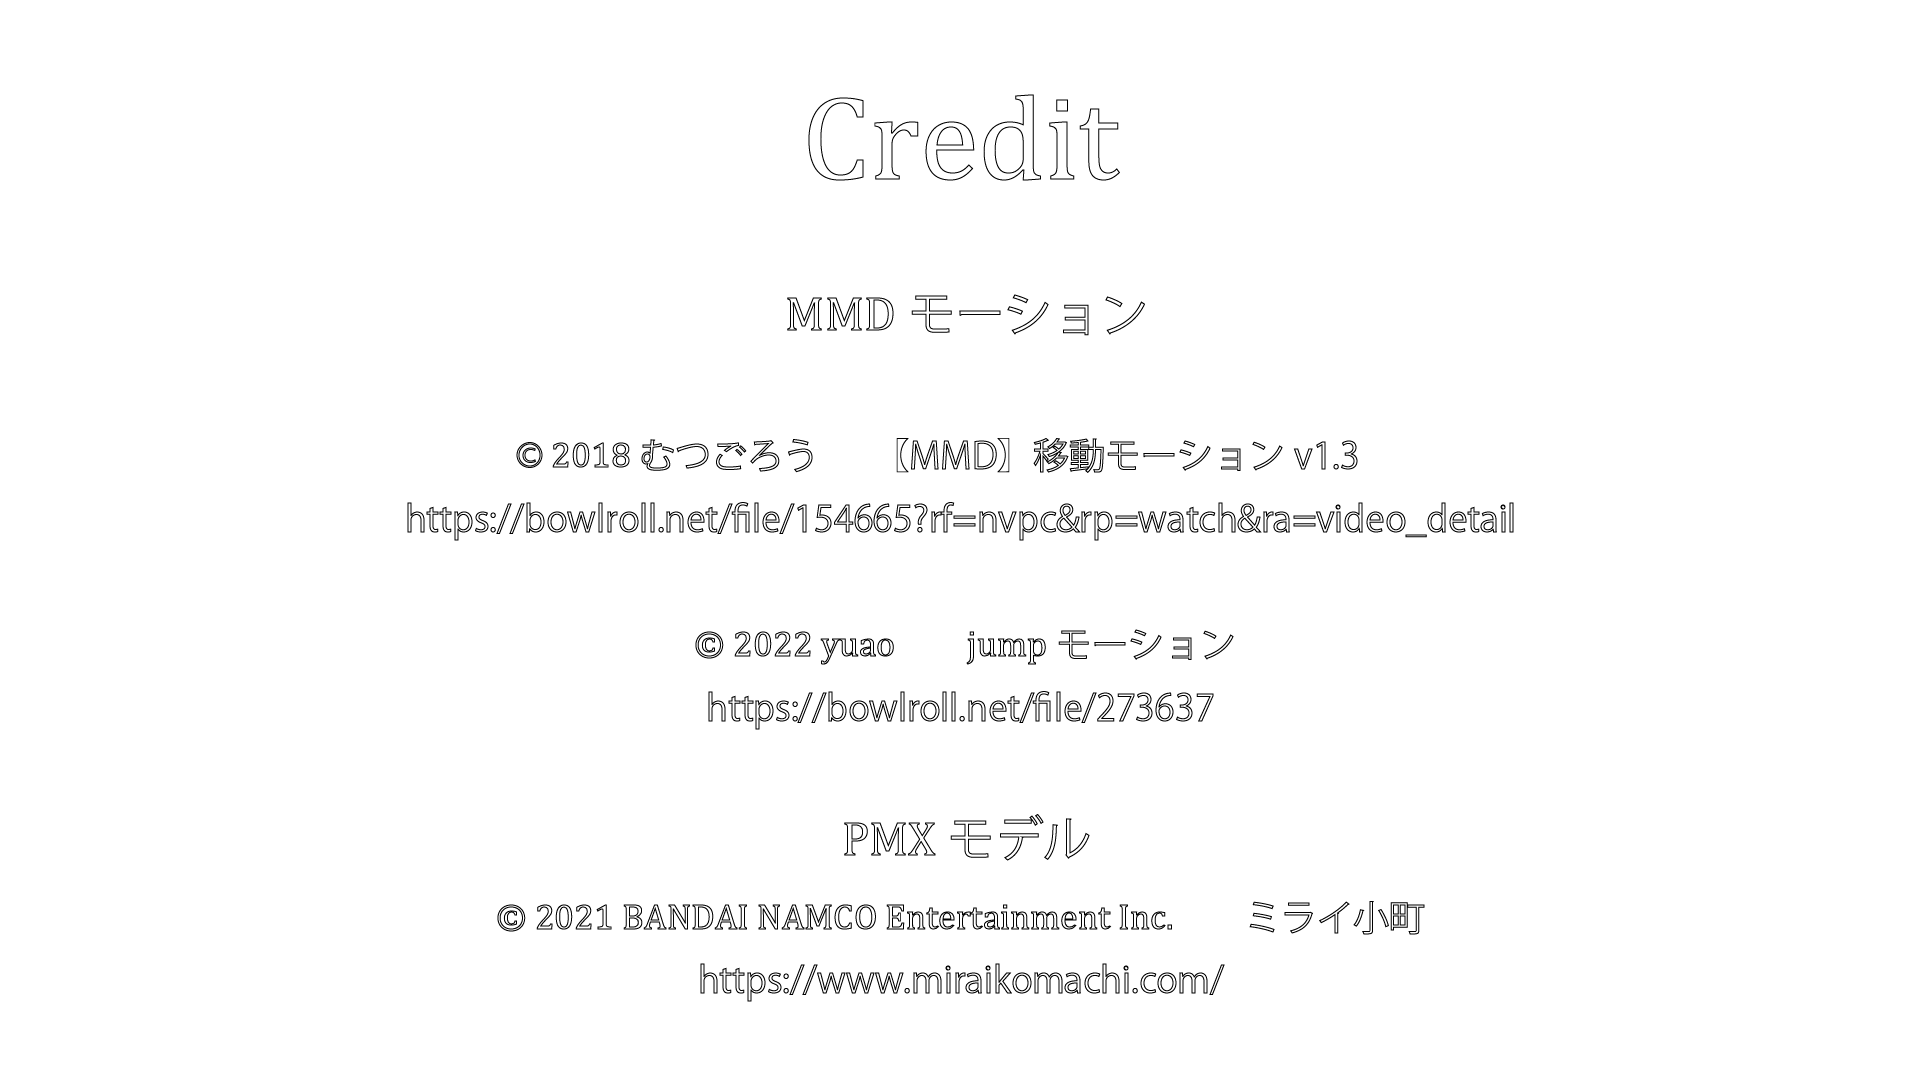 Credit
MMD モーション
© 2018 むつごろう　　【MMD】移動モーション v1.3
https://bowlroll.net/file/154665?rf=nvpc&rp=watch&ra=video_detail
© 2022 yuao　　jump モーション
https://bowlroll.net/file/273637
PMX モデル
© 2021 BANDAI NAMCO Entertainment Inc.　　ミライ小町
https://www.miraikomachi.com/